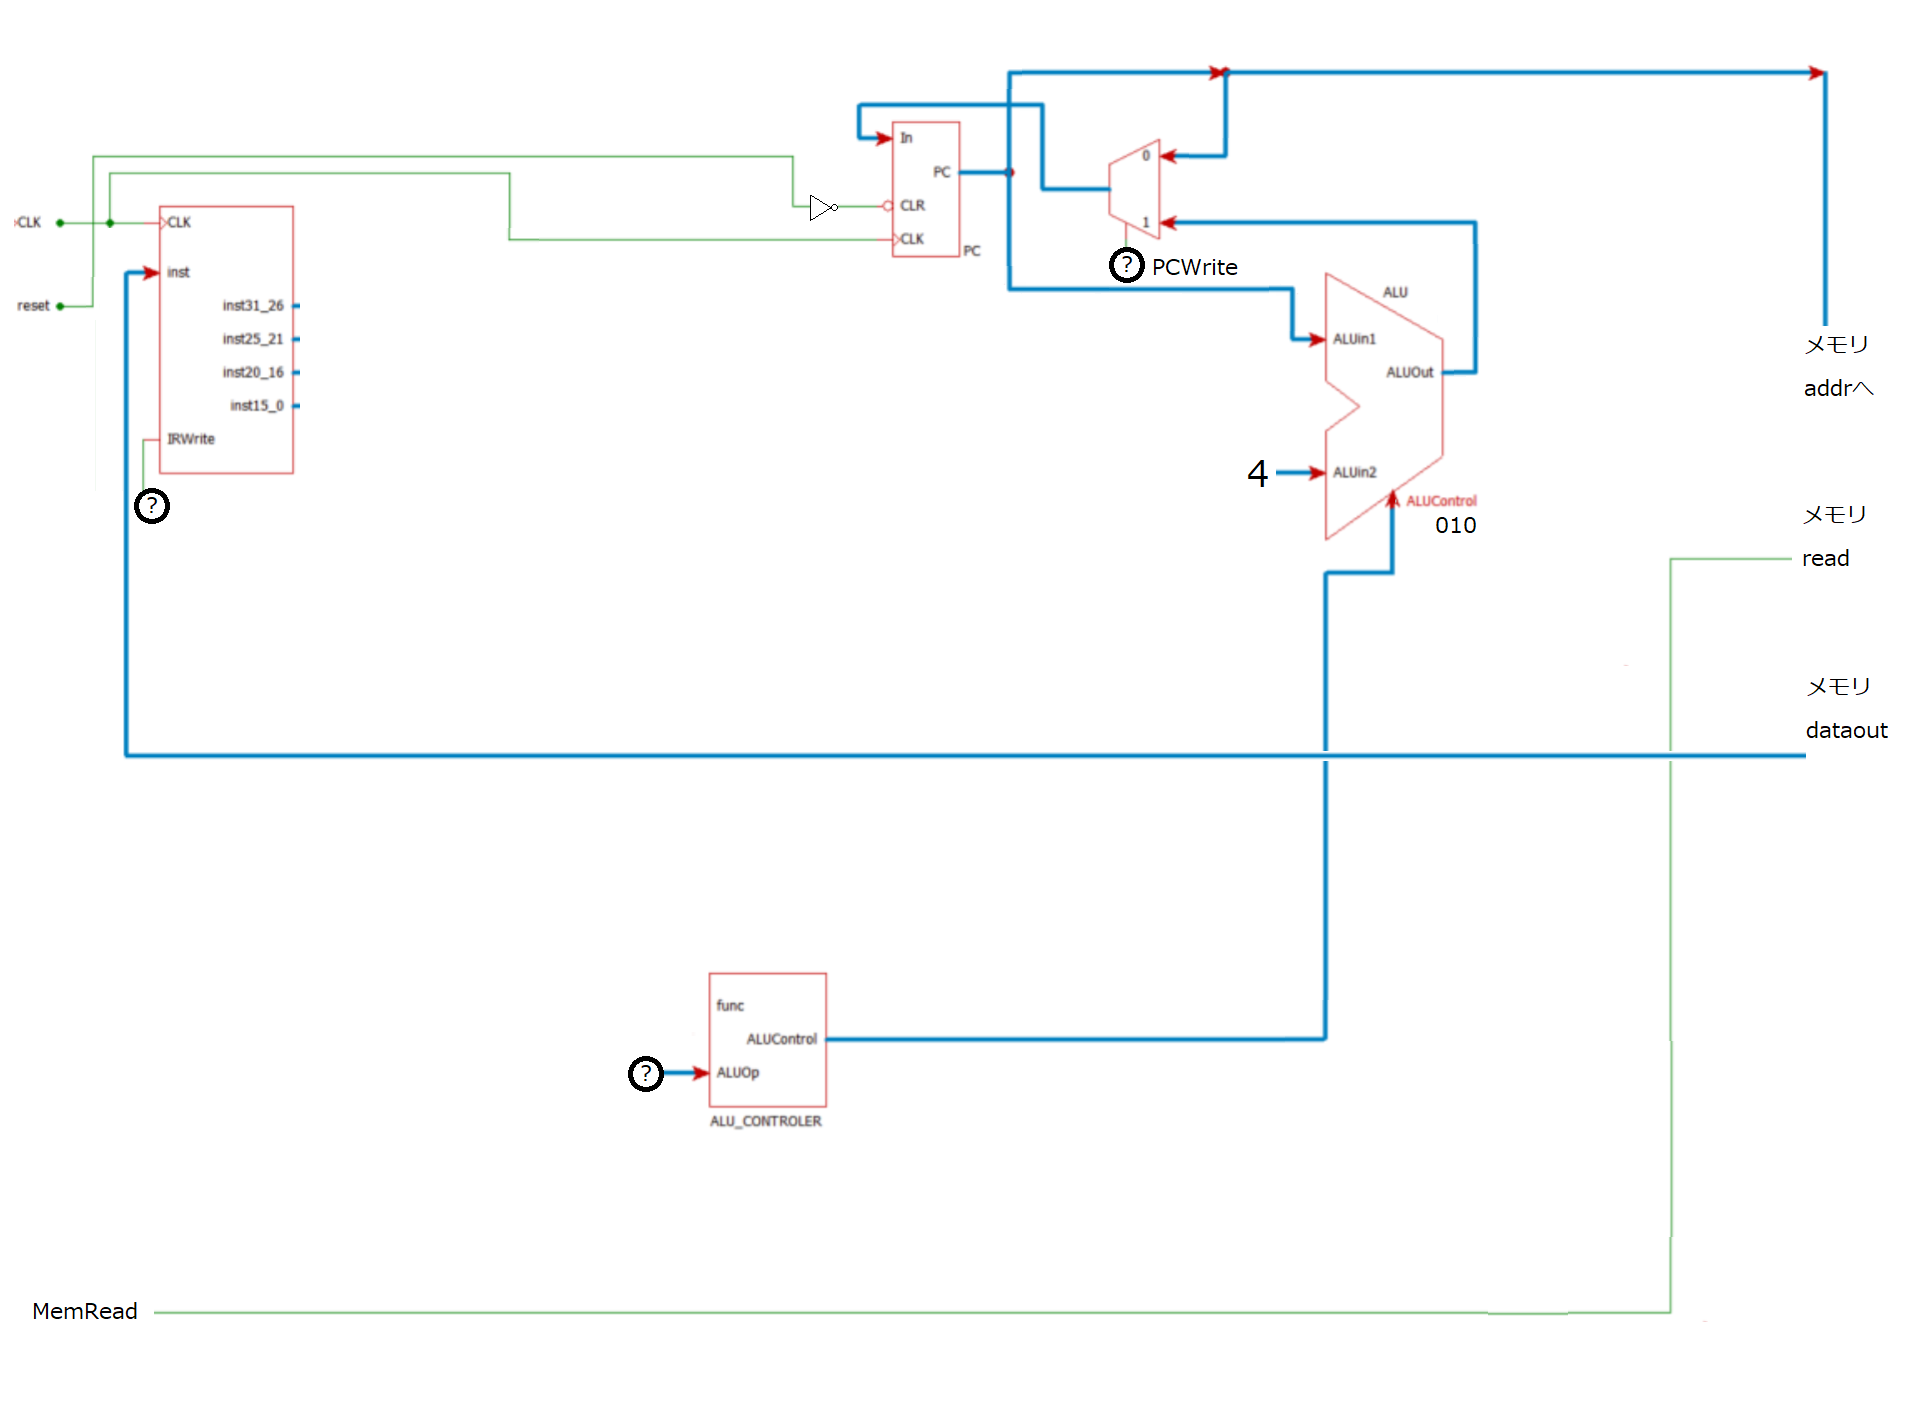 In
0
PC
CLR
CLK
CLK
CLK
PC
1
?
PCWrite
inst
ALU
reset
inst31_26
inst25_21
ALUin1
メモリ
inst20_16
ALUOut
addrへ
inst15_0
IRWrite
4
ALUin2
?
ALUControl
010
メモリ
read
メモリ
dataout
func
ALUControl
?
ALUOp
ALU_CONTROLER
MemRead